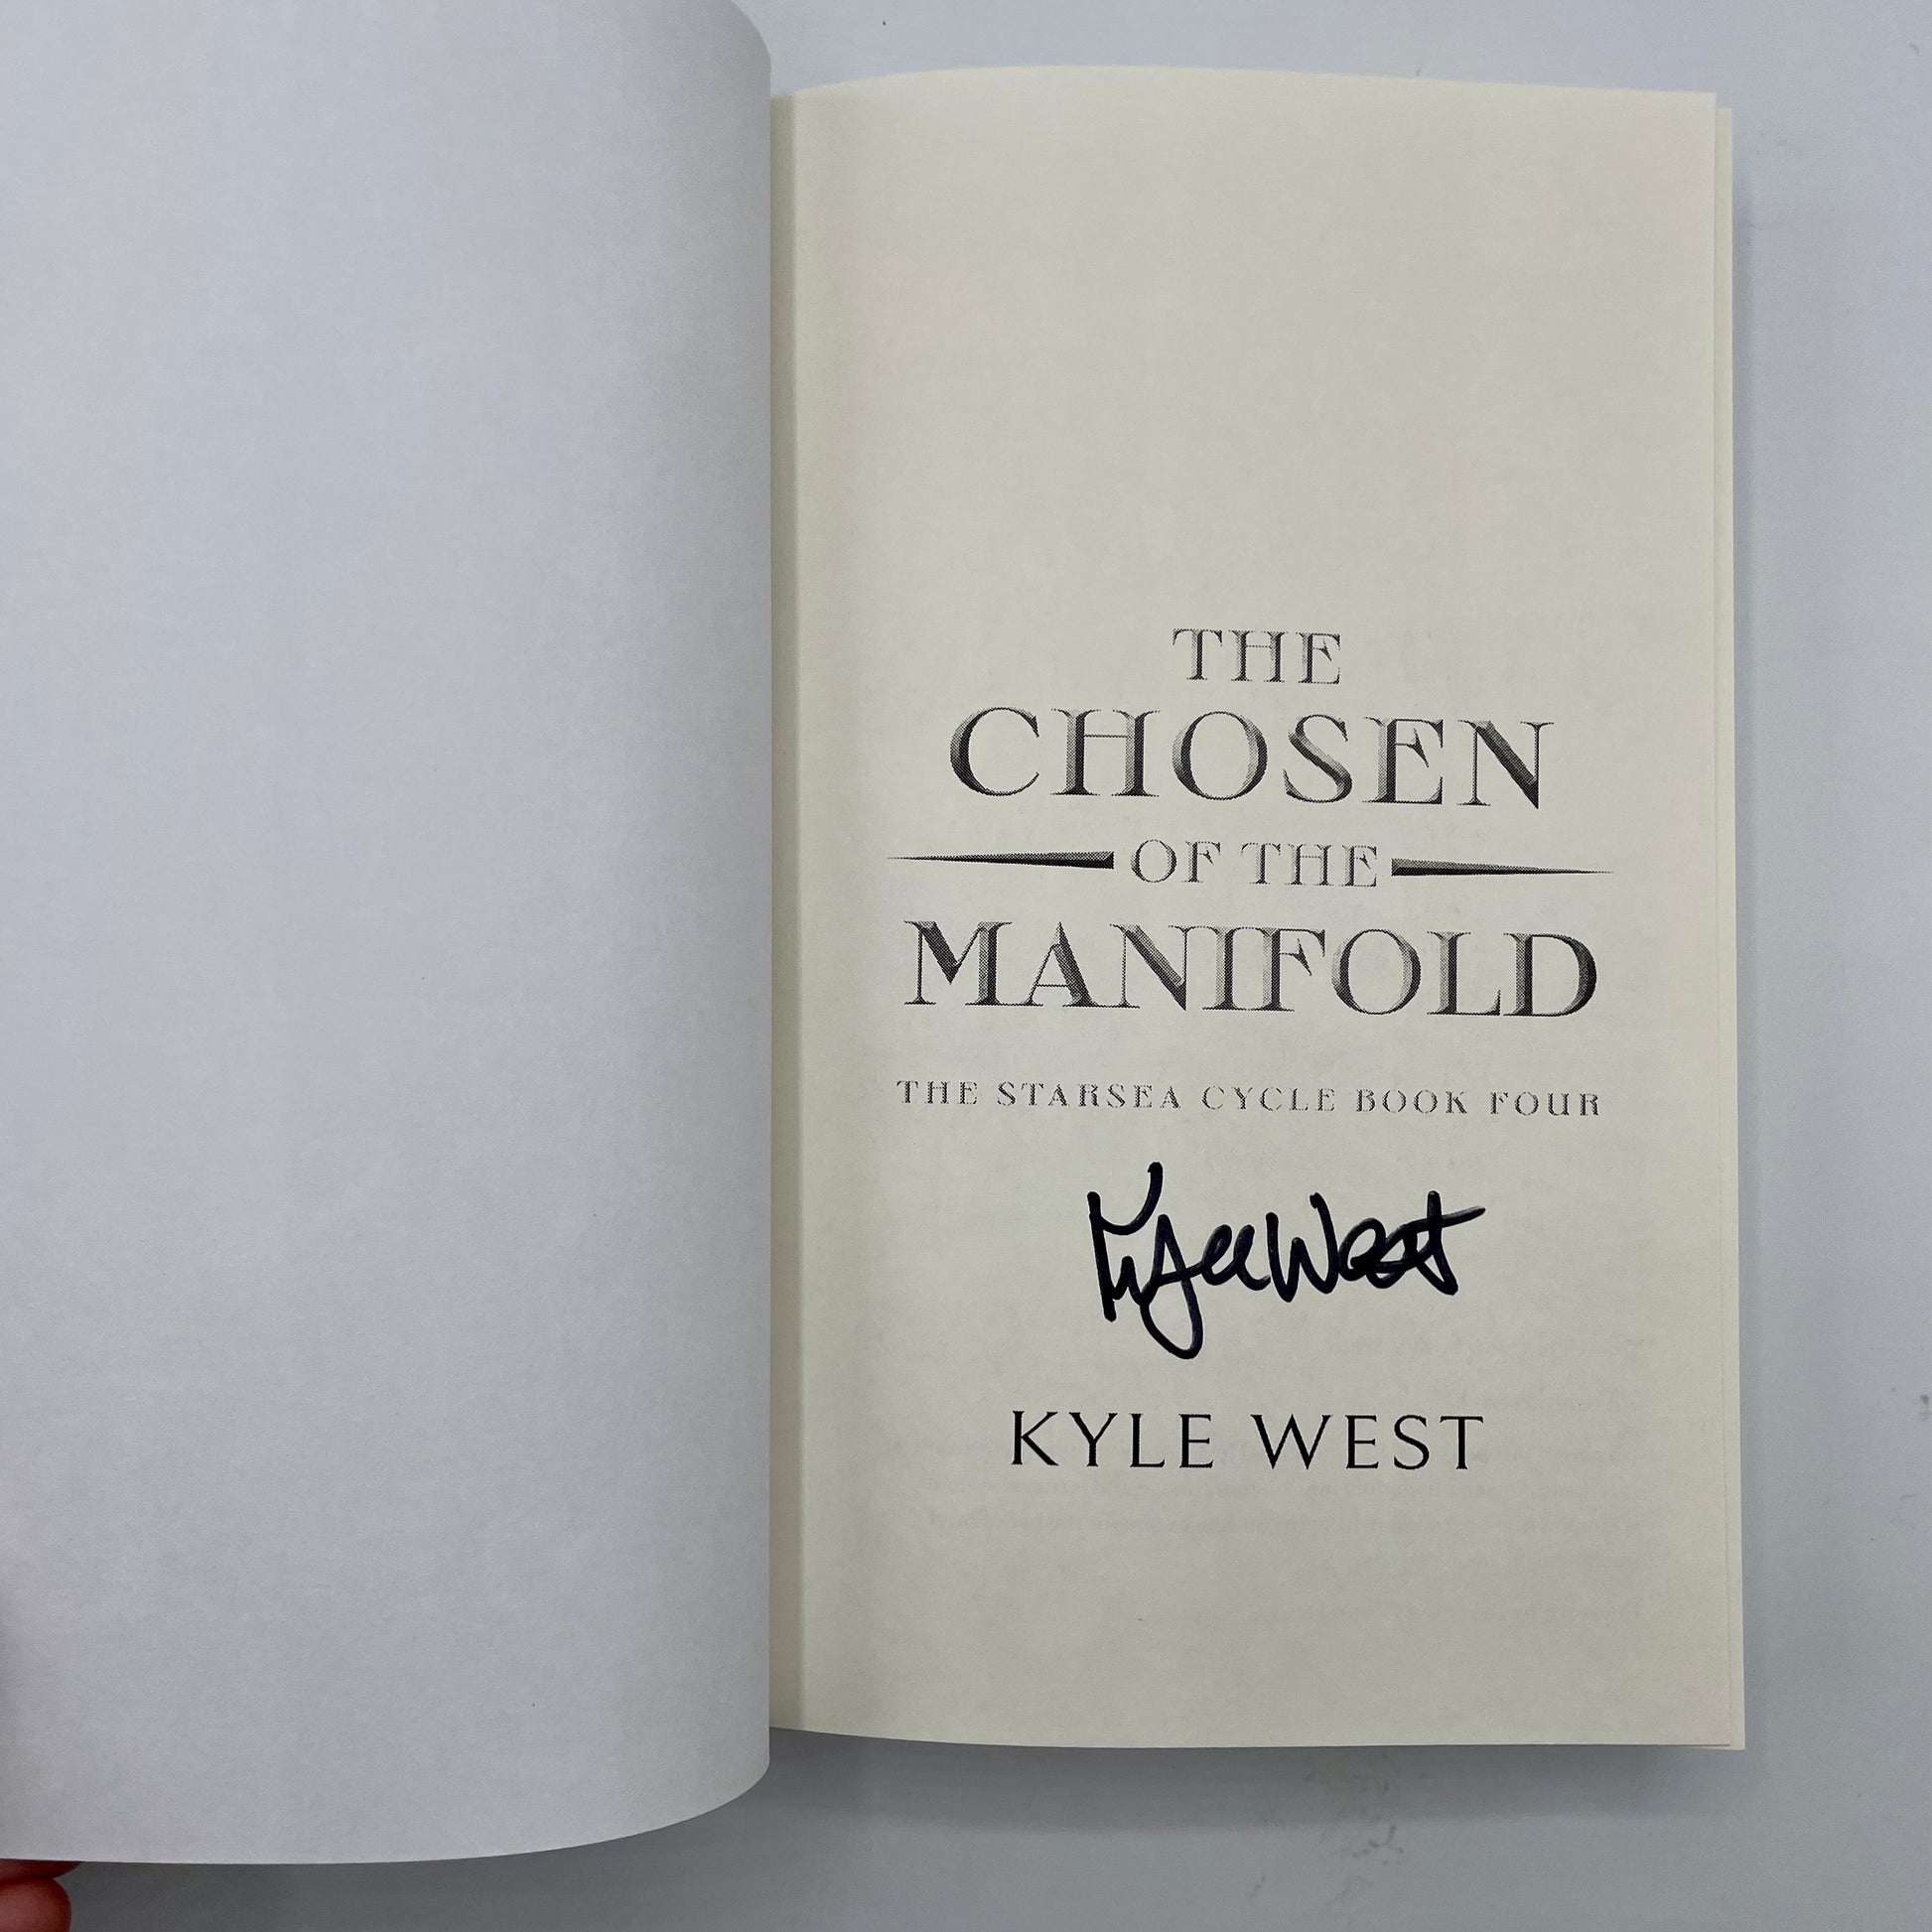 THE
CHOSEN
OF THE
MANIFOLD
THE STARSEA CYCLE BOOK FOUR
Kyle West
KYLE WEST